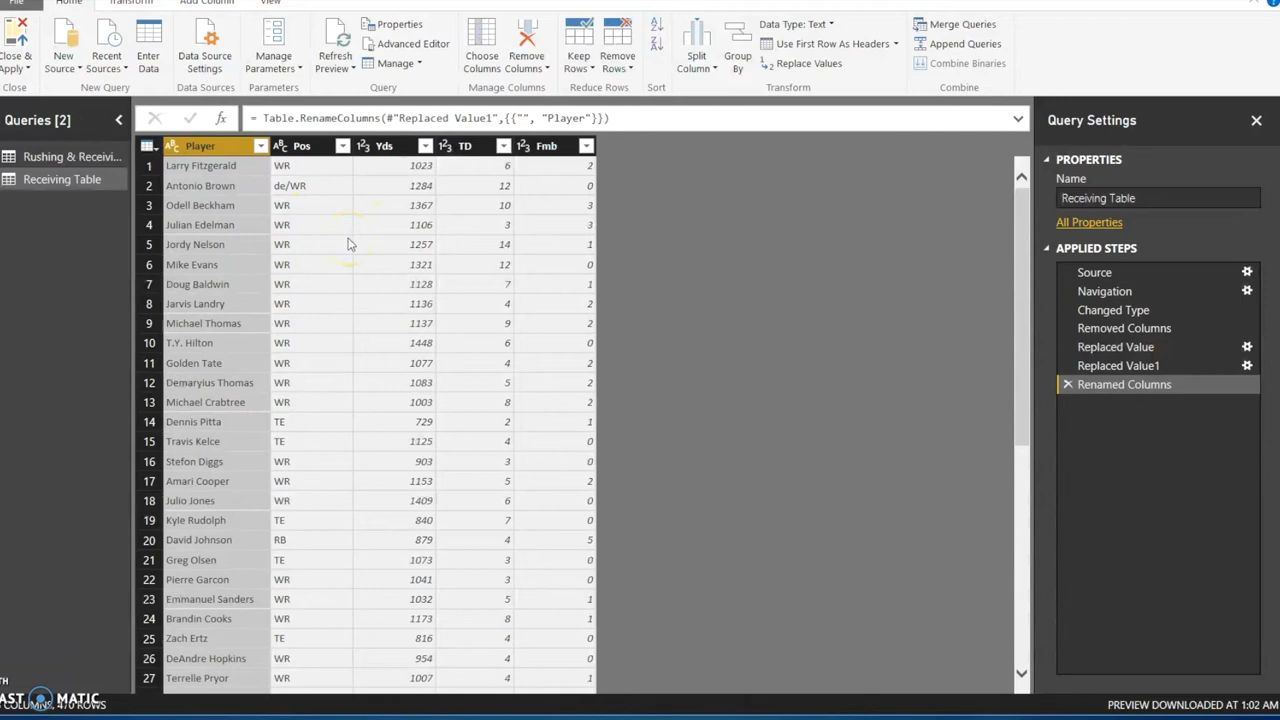 File Home Transform Add Column View
Close & Apply New Source Recent Sources Enter Data Data Source Settings Manage Parameters Refresh Preview Properties Advanced Editor Manage Choose Columns Remove Columns Keep Rows Remove Rows Split Column Group By Data Type: Text Use First Row As Headers Replace Values Merge Queries Append Queries Combine Binaries
Close New Query Data Sources Parameters Query Manage Columns Reduce Rows Sort Transform Combine
Queries [2]
Rushing & Receivi...
Receiving Table
= Table.RenameColumns(#"Replaced Value1",{{"", "Player"}})
Player Pos Yds TD Fmb
1 Larry Fitzgerald WR 1023 6 2
2 Antonio Brown de/WR 1284 12 0
3 Odell Beckham WR 1367 10 3
4 Julian Edelman WR 1106 3 3
5 Jordy Nelson WR 1257 14 1
6 Mike Evans WR 1321 12 0
7 Doug Baldwin WR 1128 7 1
8 Jarvis Landry WR 1136 4 2
9 Michael Thomas WR 1137 9 2
10 T.Y. Hilton WR 1448 6 0
11 Golden Tate WR 1077 4 2
12 Demaryius Thomas WR 1083 5 2
13 Michael Crabtree WR 1003 8 2
14 Dennis Pitta TE 729 2 1
15 Travis Kelce TE 1125 4 0
16 Stefon Diggs WR 903 3 0
17 Amari Cooper WR 1153 5 2
18 Julio Jones WR 1409 6 0
19 Kyle Rudolph TE 840 7 0
20 David Johnson RB 879 4 5
21 Greg Olsen TE 1073 3 0
22 Pierre Garcon WR 1041 3 0
23 Emmanuel Sanders WR 1032 5 1
24 Brandin Cooks WR 1173 8 1
25 Zach Ertz TE 816 4 0
26 DeAndre Hopkins WR 954 4 0
27 Terrelle Pryor WR 1007 4 1
Query Settings
PROPERTIES
Name
Receiving Table
All Properties
APPLIED STEPS
Source
Navigation
Changed Type
Removed Columns
Replaced Value
Replaced Value1
Renamed Columns
AST MATIC
ROWS
PREVIEW DOWNLOADED AT 1:02 AM